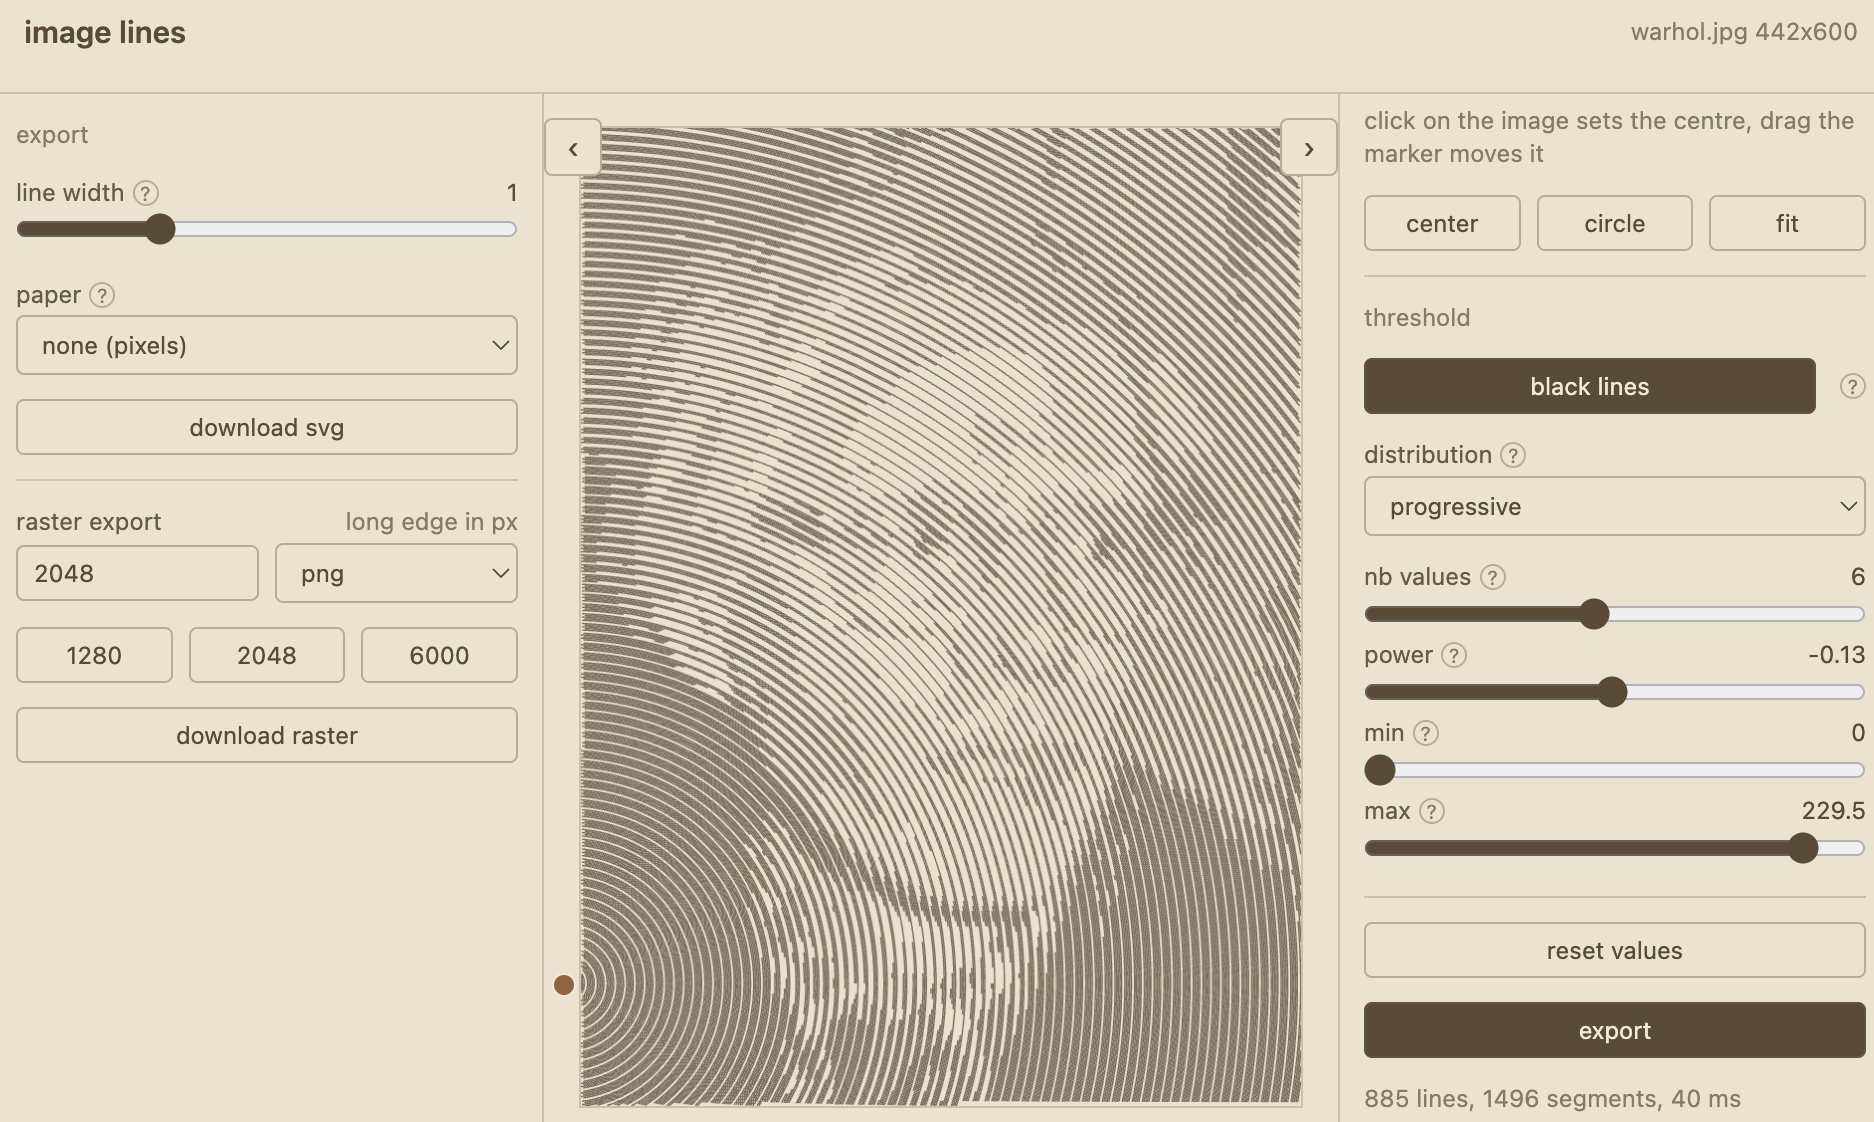 image lines
warhol.jpg 442x600
export
line width ? 1
paper ?
none (pixels)
download svg
raster export long edge in px
2048 png
1280 2048 6000
download raster
‹ ›
click on the image sets the centre, drag the
marker moves it
center circle fit
threshold
black lines ?
distribution ?
progressive
nb values ? 6
power ? -0.13
min ? 0
max ? 229.5
reset values
export
885 lines, 1496 segments, 40 ms